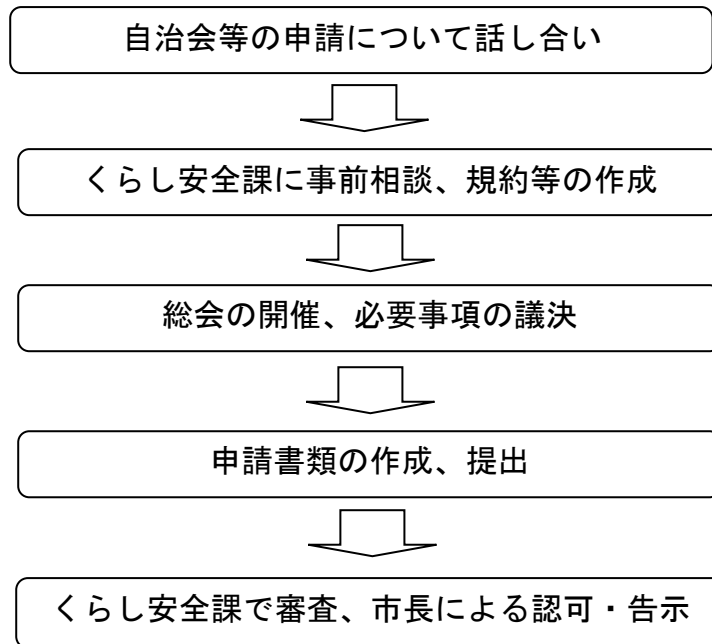 自治会等の申請について話し合い
くらし安全課に事前相談、規約等の作成
総会の開催、必要事項の議決
申請書類の作成、提出
くらし安全課で審査、市長による認可・告示